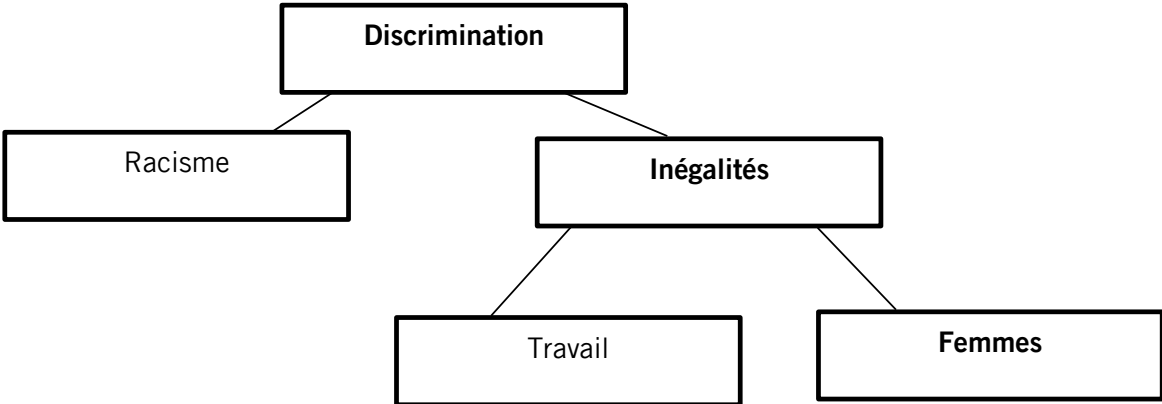 Discrimination
Racisme
Inégalités
Travail
Femmes